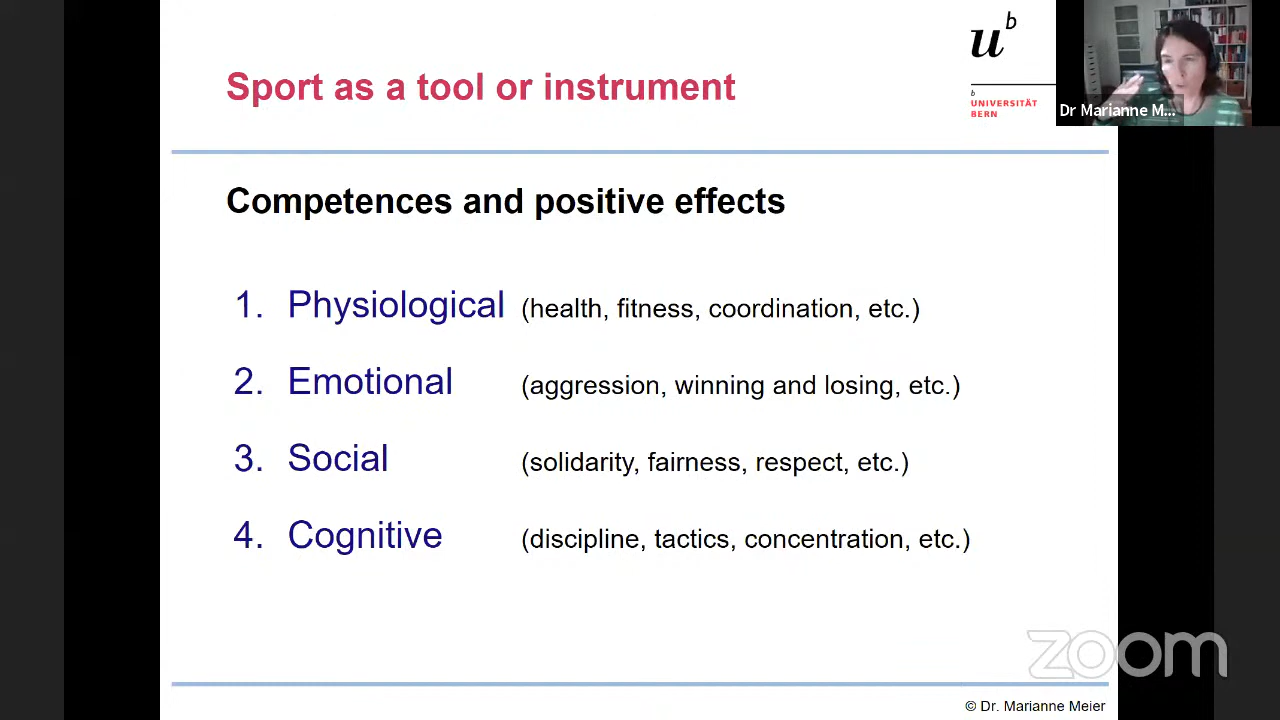 Sport as a tool or instrument
u b
b
UNIVERSITÄT
BERN
Dr Marianne M...
Competences and positive effects
1. Physiological (health, fitness, coordination, etc.)
2. Emotional (aggression, winning and losing, etc.)
3. Social (solidarity, fairness, respect, etc.)
4. Cognitive (discipline, tactics, concentration, etc.)
zoom
© Dr. Marianne Meier